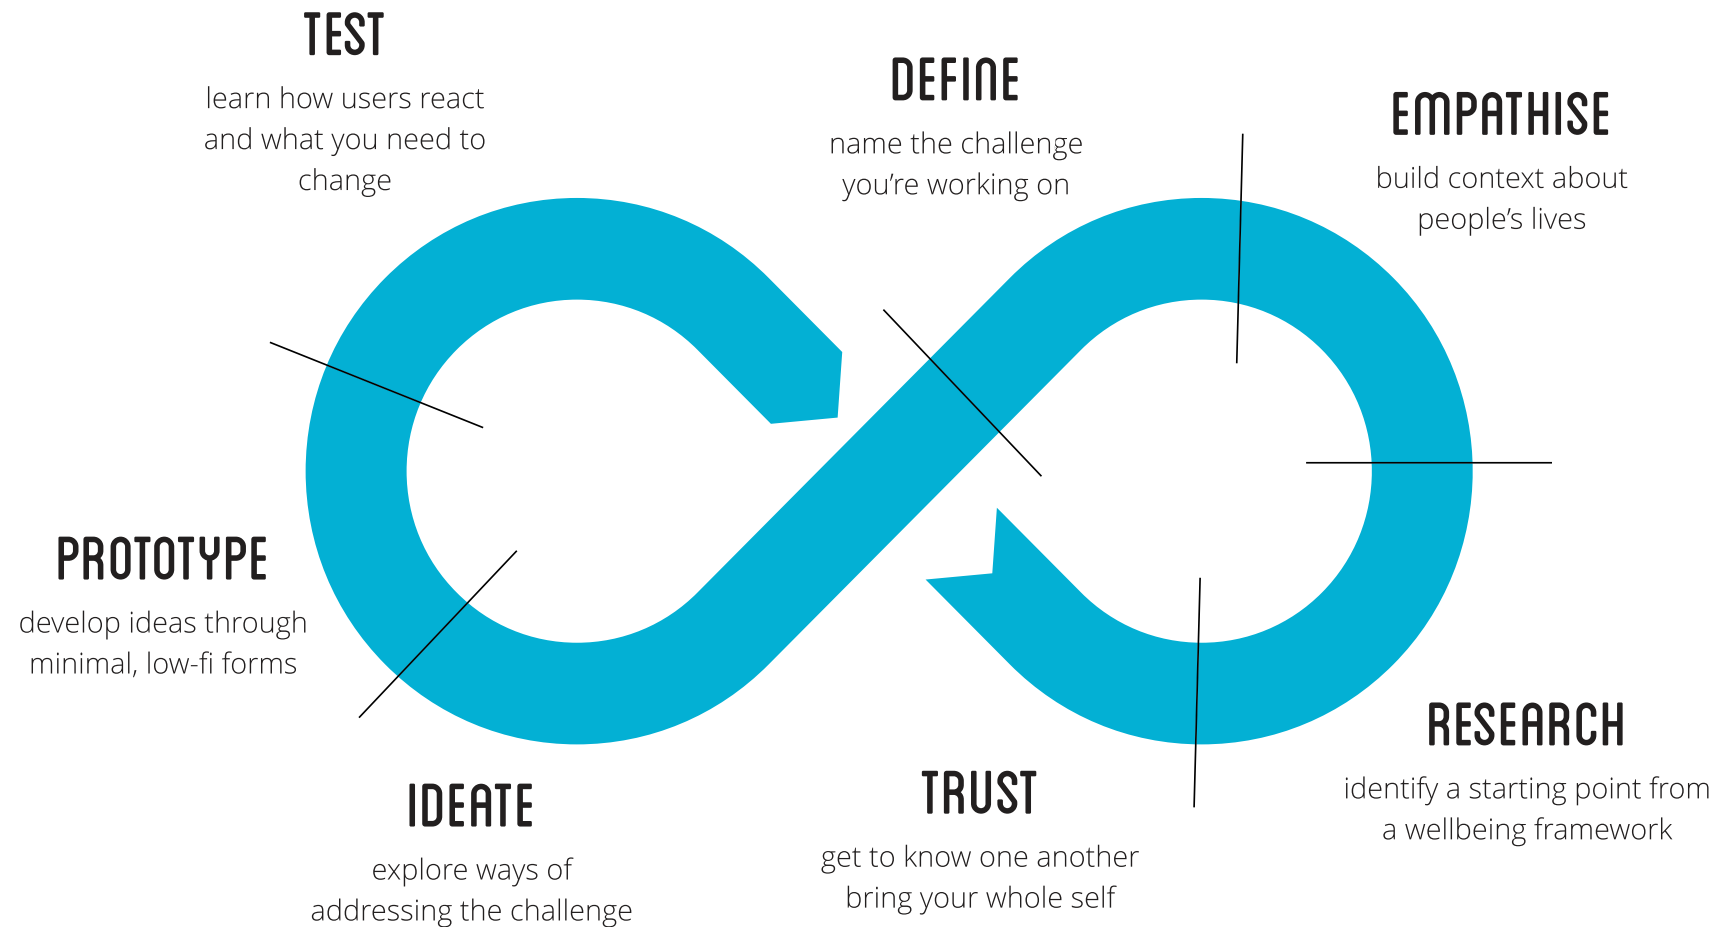 TEST
learn how users react
and what you need to
change
DEFINE
name the challenge
you’re working on
EMPATHISE
build context about
people’s lives
PROTOTYPE
develop ideas through
minimal, low-fi forms
RESEARCH
identify a starting point from
a wellbeing framework
IDEATE
explore ways of
addressing the challenge
TRUST
get to know one another
bring your whole self